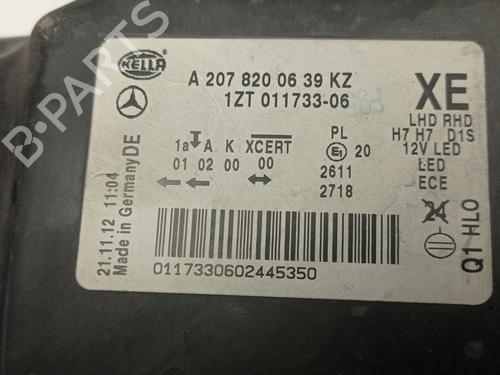 HELLA
A 207 820 06 39 KZ
1ZT 011733-06
XE
LHD RHD
H7 H7 D1S
12V LED
LED
ECE
1a A K XCERT
01 02 00 00
PL
E1 20
2611
2718
24
Q1 HLO
21.11.12 11:04
Made in Germany DE
0117330602445350
B-PARTS